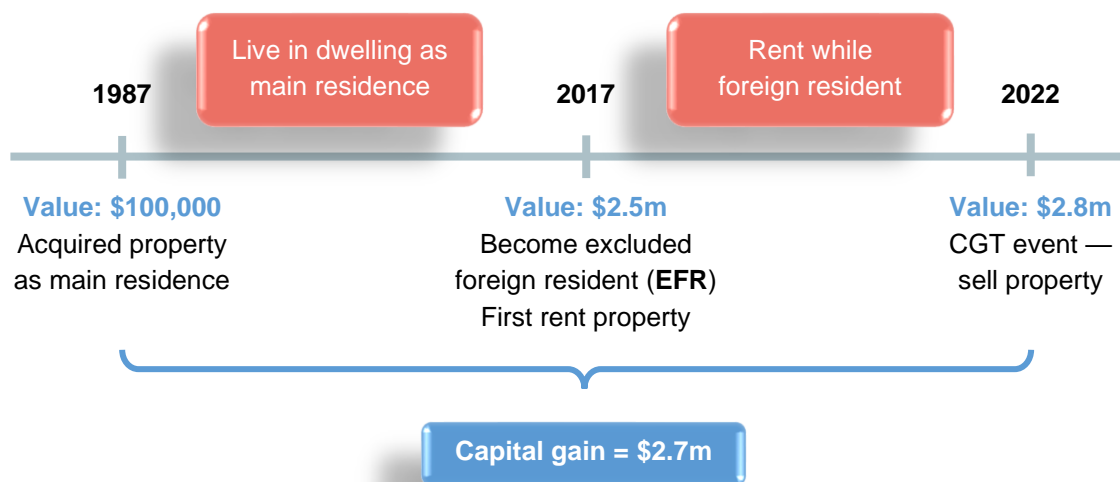 Live in dwelling as
main residence
Rent while
foreign resident
1987
2017
2022
Value: $100,000
Acquired property
as main residence
Value: $2.5m
Become excluded
foreign resident (EFR)
First rent property
Value: $2.8m
CGT event —
sell property
Capital gain = $2.7m